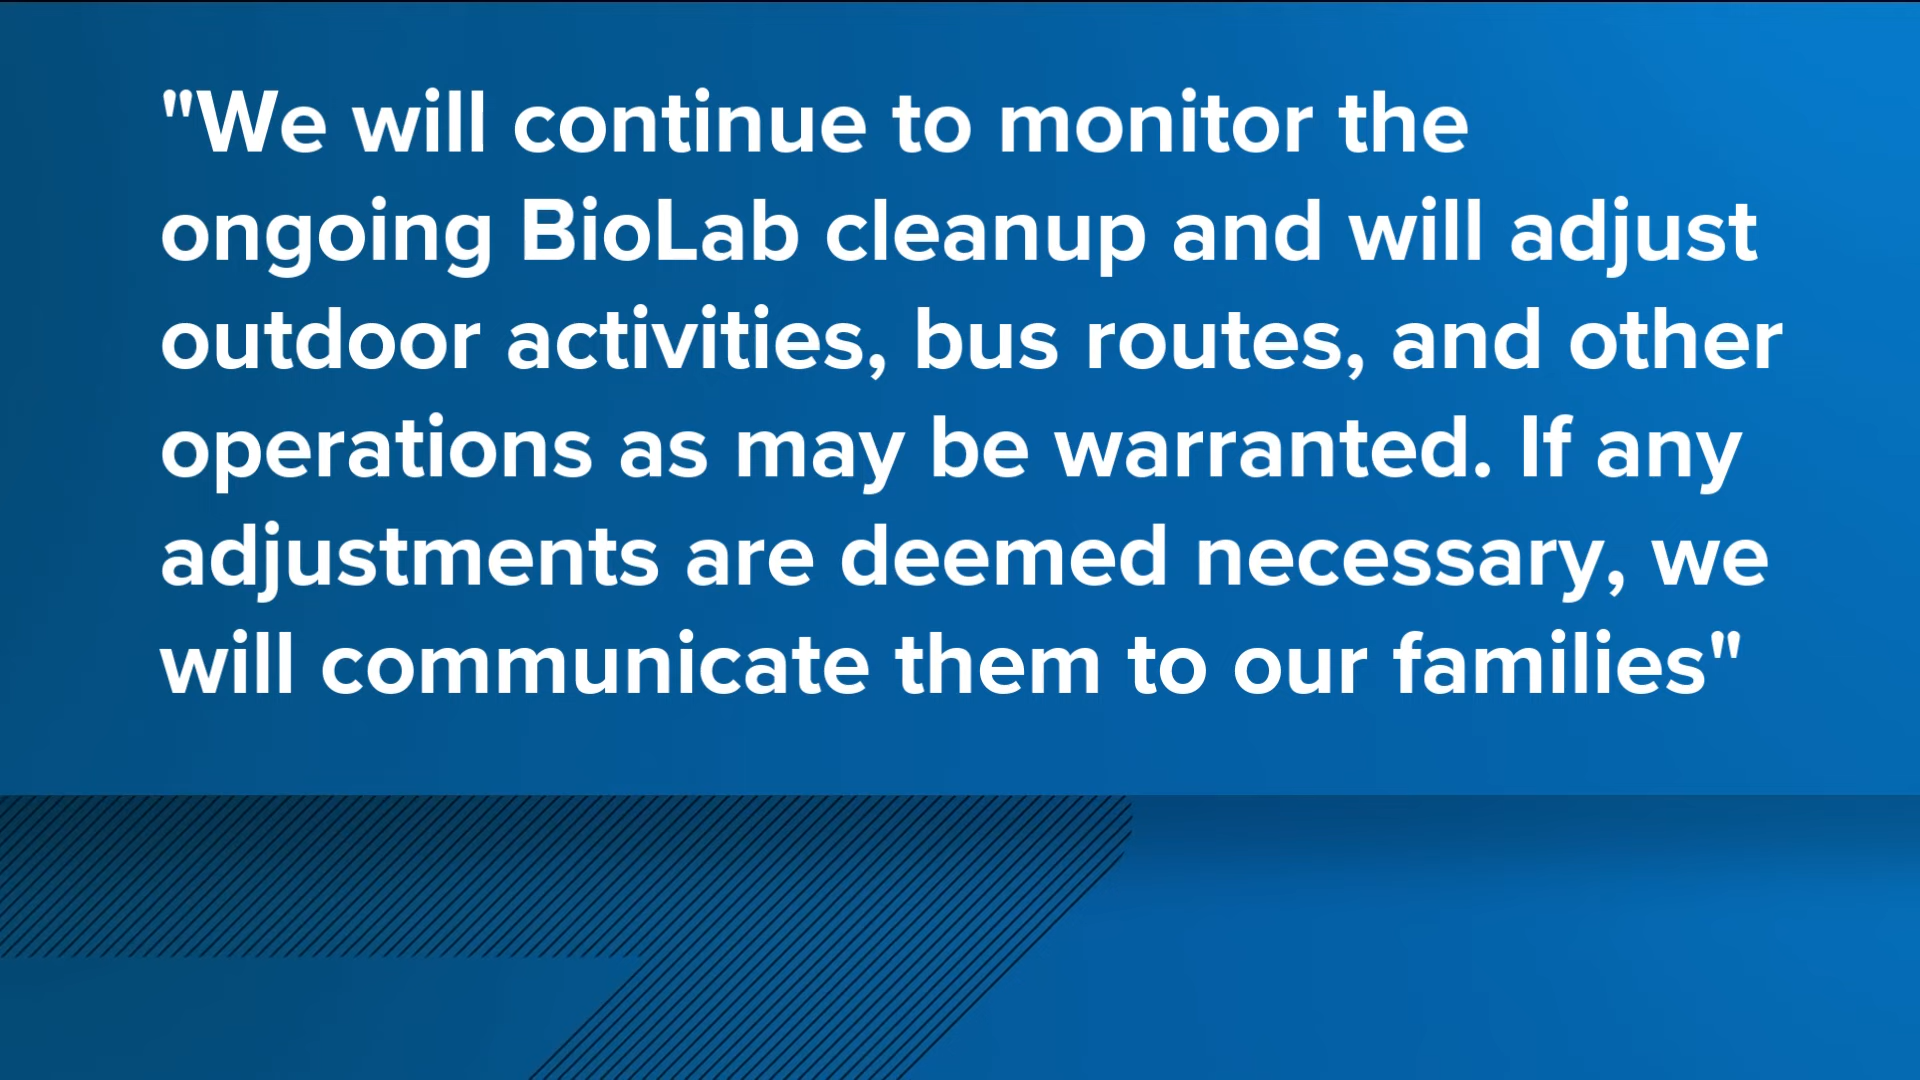 "We will continue to monitor the
ongoing BioLab cleanup and will adjust
outdoor activities, bus routes, and other
operations as may be warranted. If any
adjustments are deemed necessary, we
will communicate them to our families"